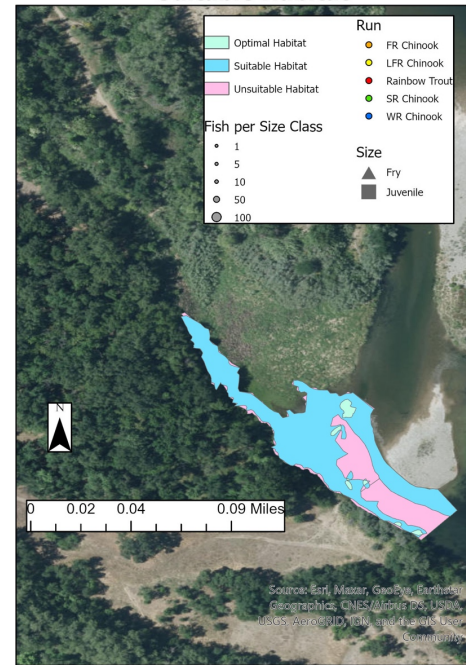 Optimal Habitat
Suitable Habitat
Unsuitable Habitat
Fish per Size Class
1
5
10
50
100
Run
FR Chinook
LFR Chinook
Rainbow Trout
SR Chinook
WR Chinook
Size
Fry
Juvenile
N
0 0.02 0.04 0.09 Miles
Source: Esri, Maxar, GeoEye, Earthstar
Geographics, CNES/Airbus DS, USDA,
USGS, AeroGRID, IGN, and the GIS User
Community